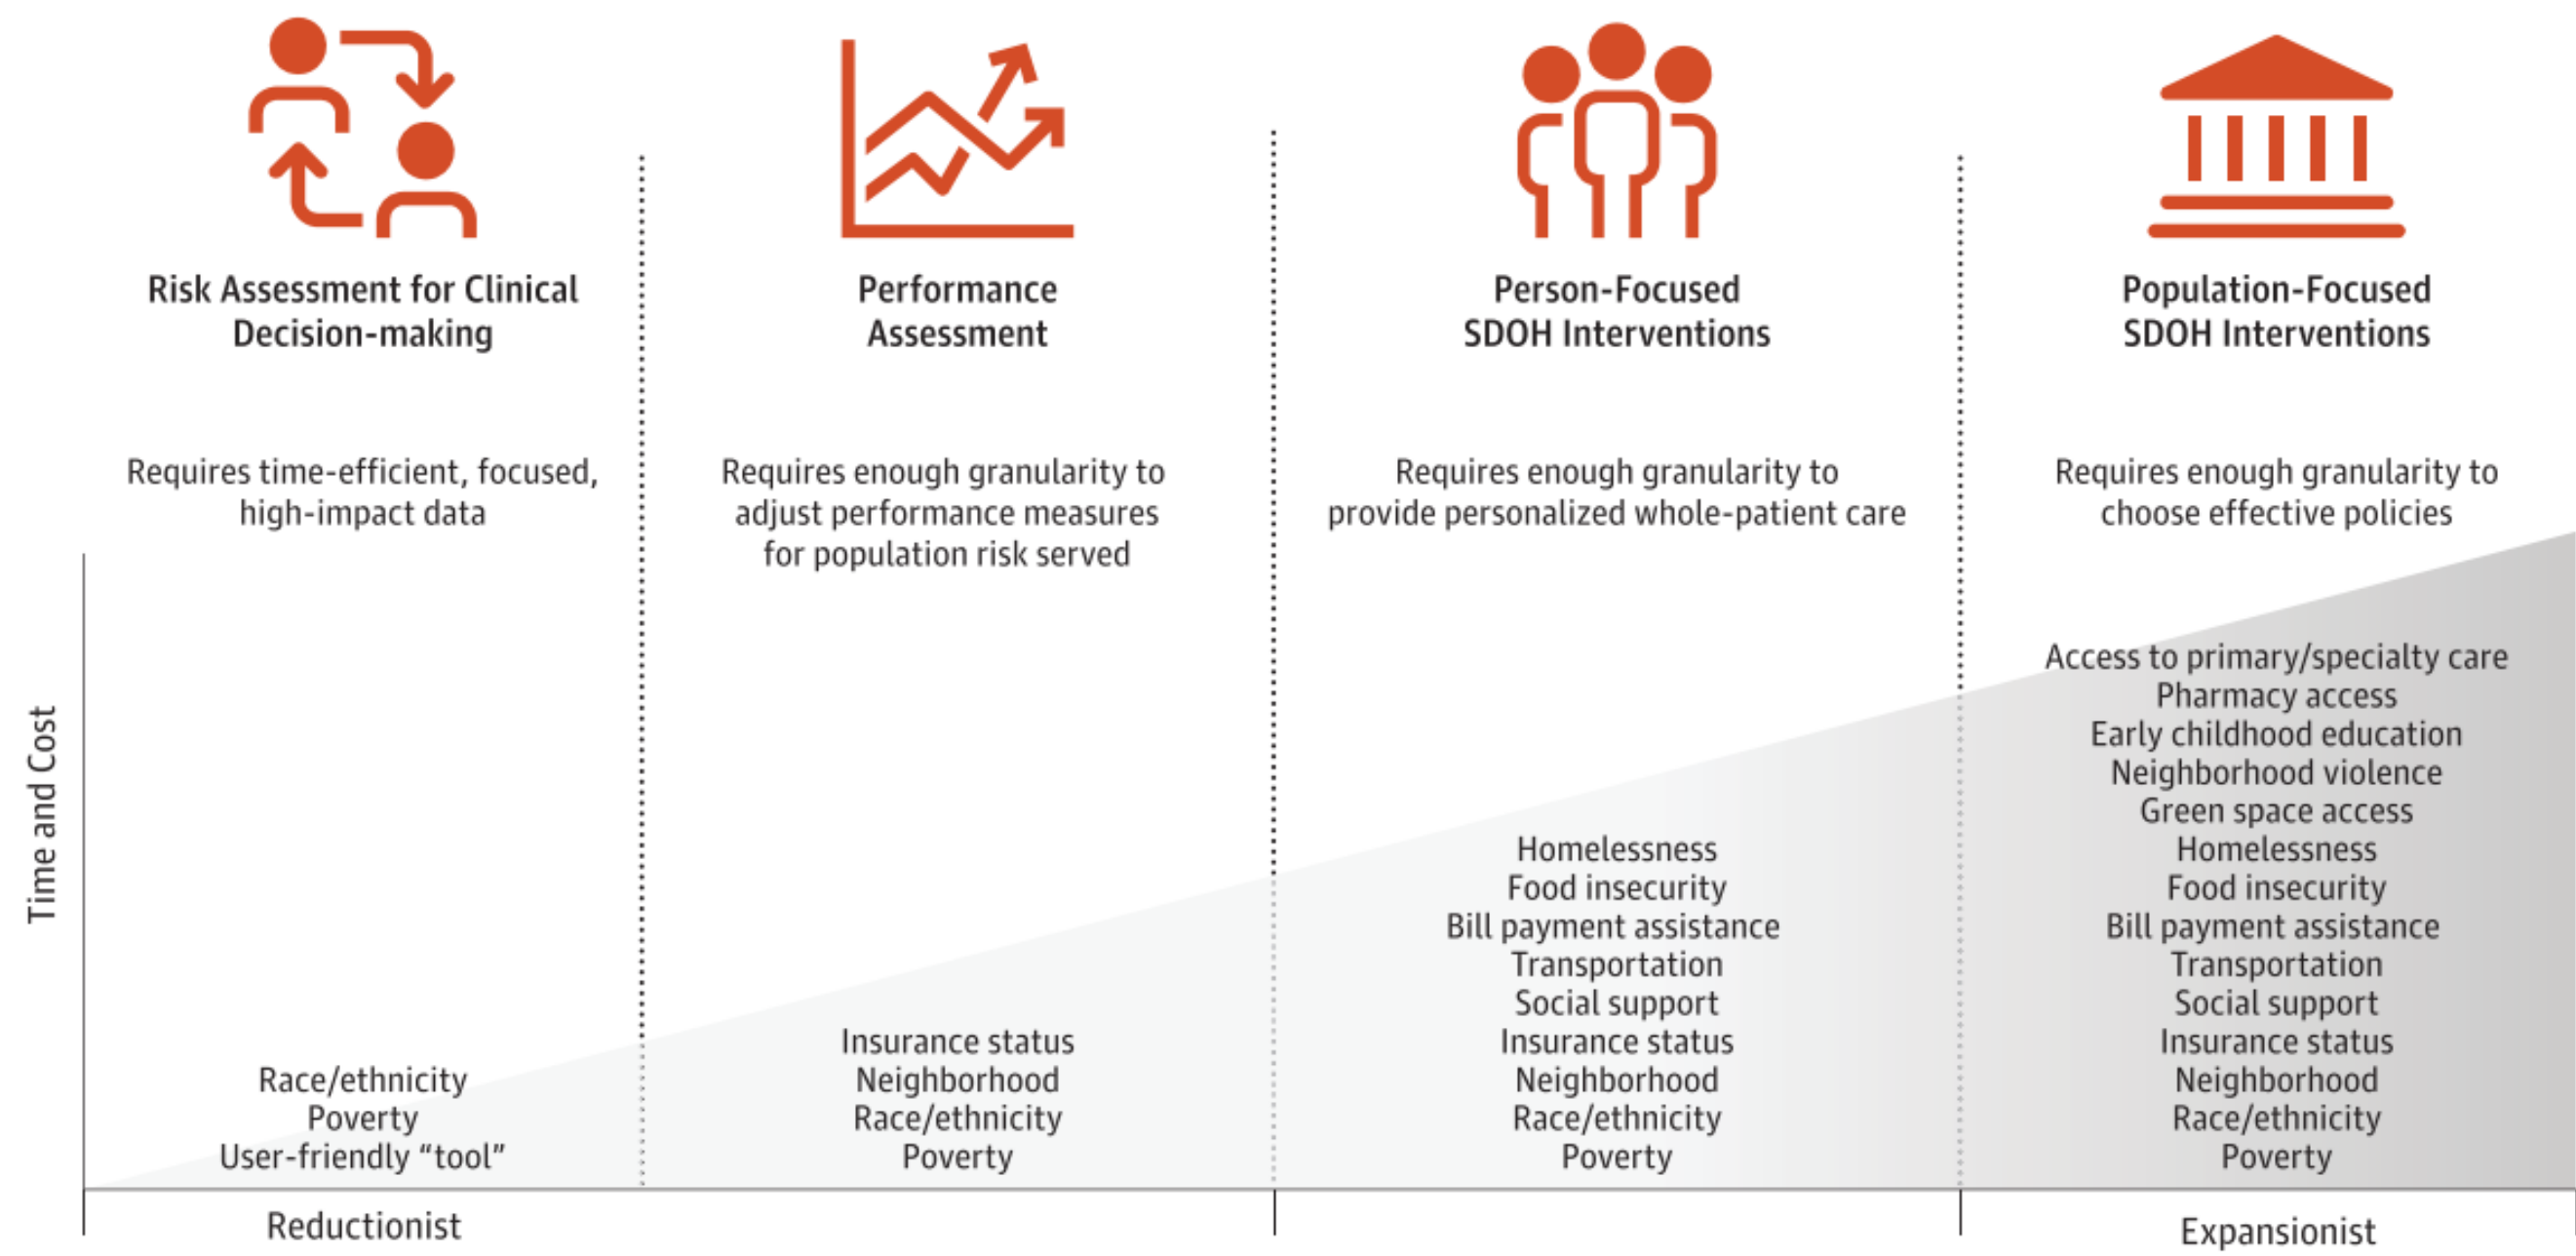 Risk Assessment for Clinical
Decision-making
Requires time-efficient, focused,
high-impact data
Race/ethnicity
Poverty
User-friendly “tool”
Performance
Assessment
Requires enough granularity to
adjust performance measures
for population risk served
Insurance status
Neighborhood
Race/ethnicity
Poverty
Person-Focused
SDOH Interventions
Requires enough granularity to
provide personalized whole-patient care
Homelessness
Food insecurity
Bill payment assistance
Transportation
Social support
Insurance status
Neighborhood
Race/ethnicity
Poverty
Population-Focused
SDOH Interventions
Requires enough granularity to
choose effective policies
Access to primary/specialty care
Pharmacy access
Early childhood education
Neighborhood violence
Green space access
Homelessness
Food insecurity
Bill payment assistance
Transportation
Social support
Insurance status
Neighborhood
Race/ethnicity
Poverty
Time and Cost
Reductionist
Expansionist